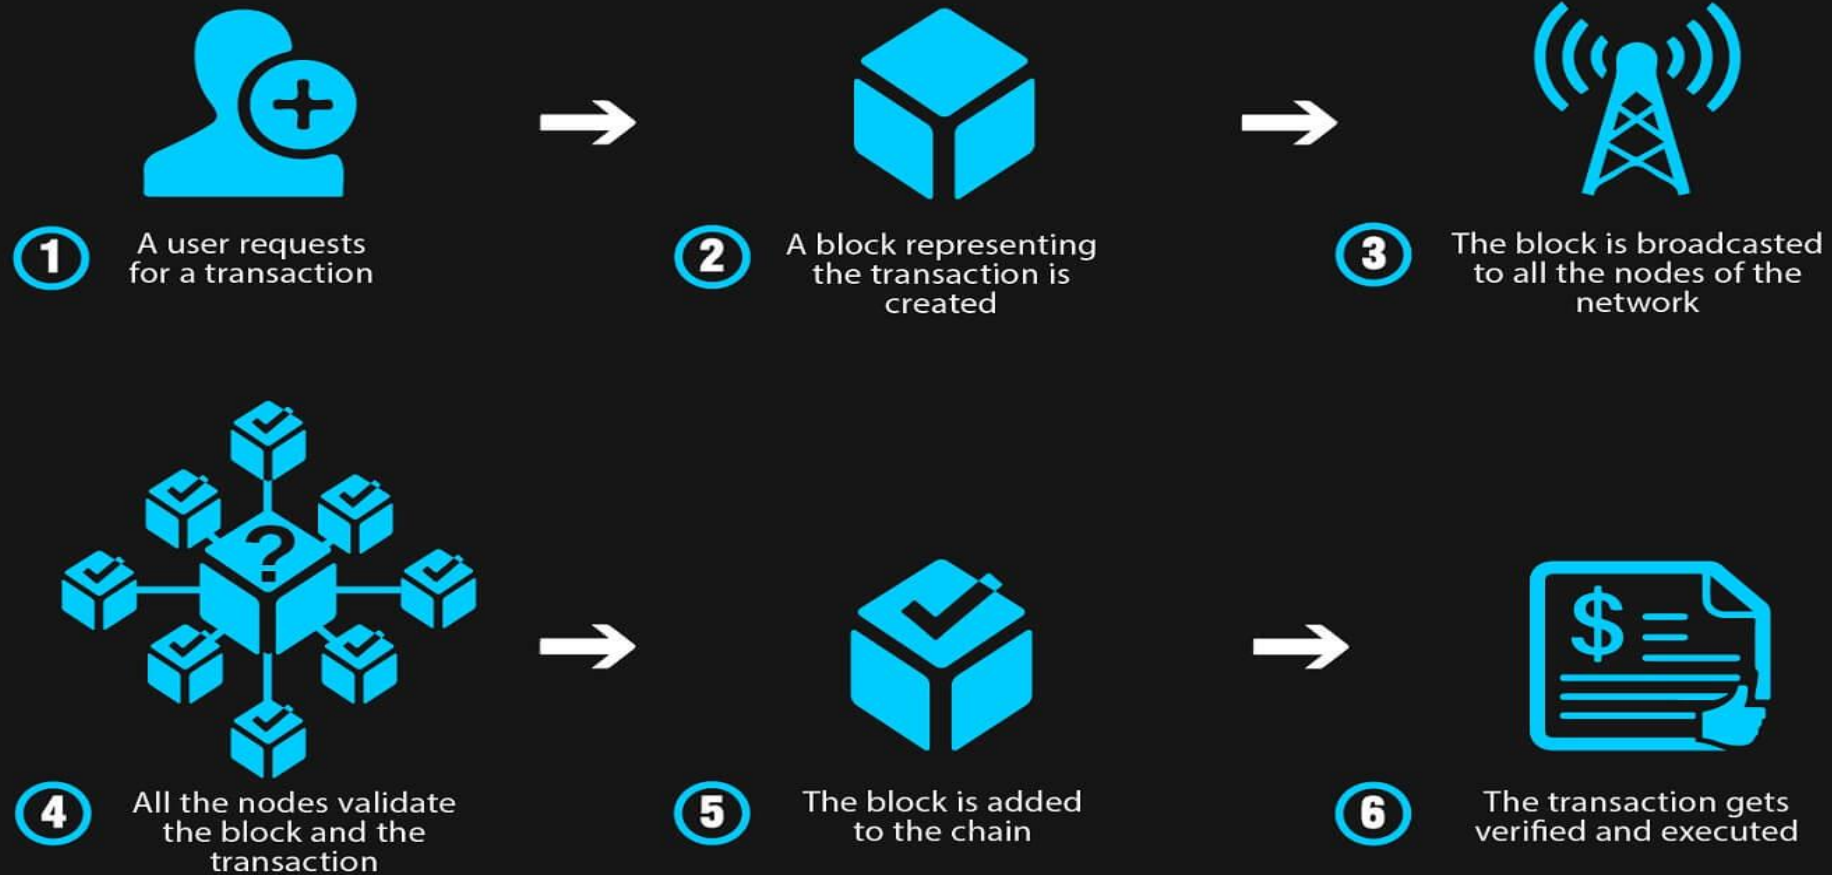 1
A user requests
for a transaction
2
A block representing
the transaction is
created
3
The block is broadcasted
to all the nodes of the
network
?
$
4
All the nodes validate
the block and the
transaction
5
The block is added
to the chain
6
The transaction gets
verified and executed